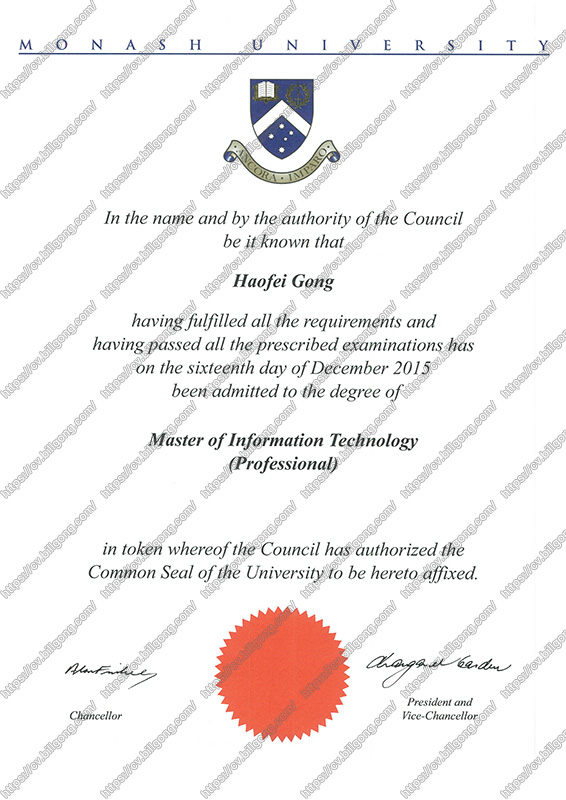 MONASH UNIVERSITY
ANCORA IMPARO
In the name and by the authority of the Council
be it known that
Haofei Gong
having fulfilled all the requirements and
having passed all the prescribed examinations has
on the sixteenth day of December 2015
been admitted to the degree of
Master of Information Technology
(Professional)
in token whereof the Council has authorized the
Common Seal of the University to be hereto affixed.
Chancellor
President and
Vice-Chancellor
https://cv.billgong.com/